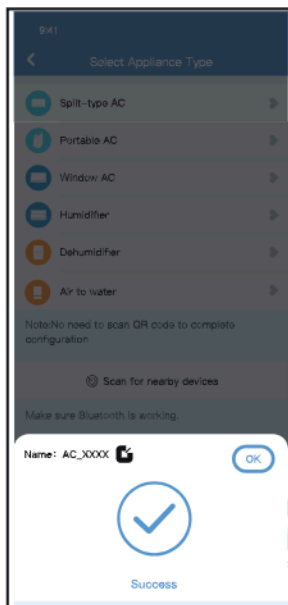 9:41
Select Appliance Type
Split-type AC
Portable AC
Window AC
Humidifier
Dehumidifier
Air to water
Note:No need to scan QR code to complete
configuration
Scan for nearby devices
Make sure Bluetooth is working.
Name: AC_XXXX
OK
Success